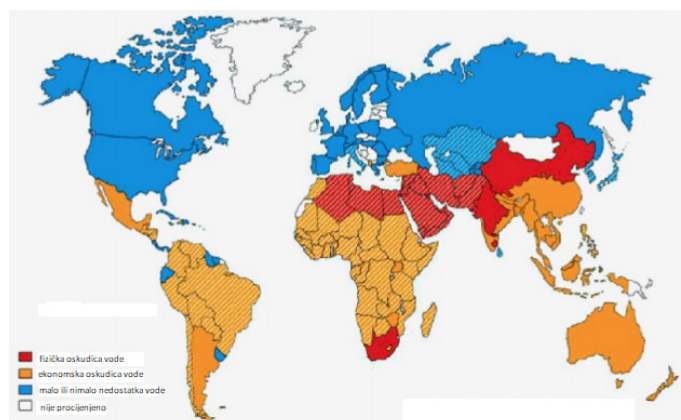 fizička oskudica vode
ekonomska oskudica vode
malo ili nimalo nedostatka vode
nije procijenjeno